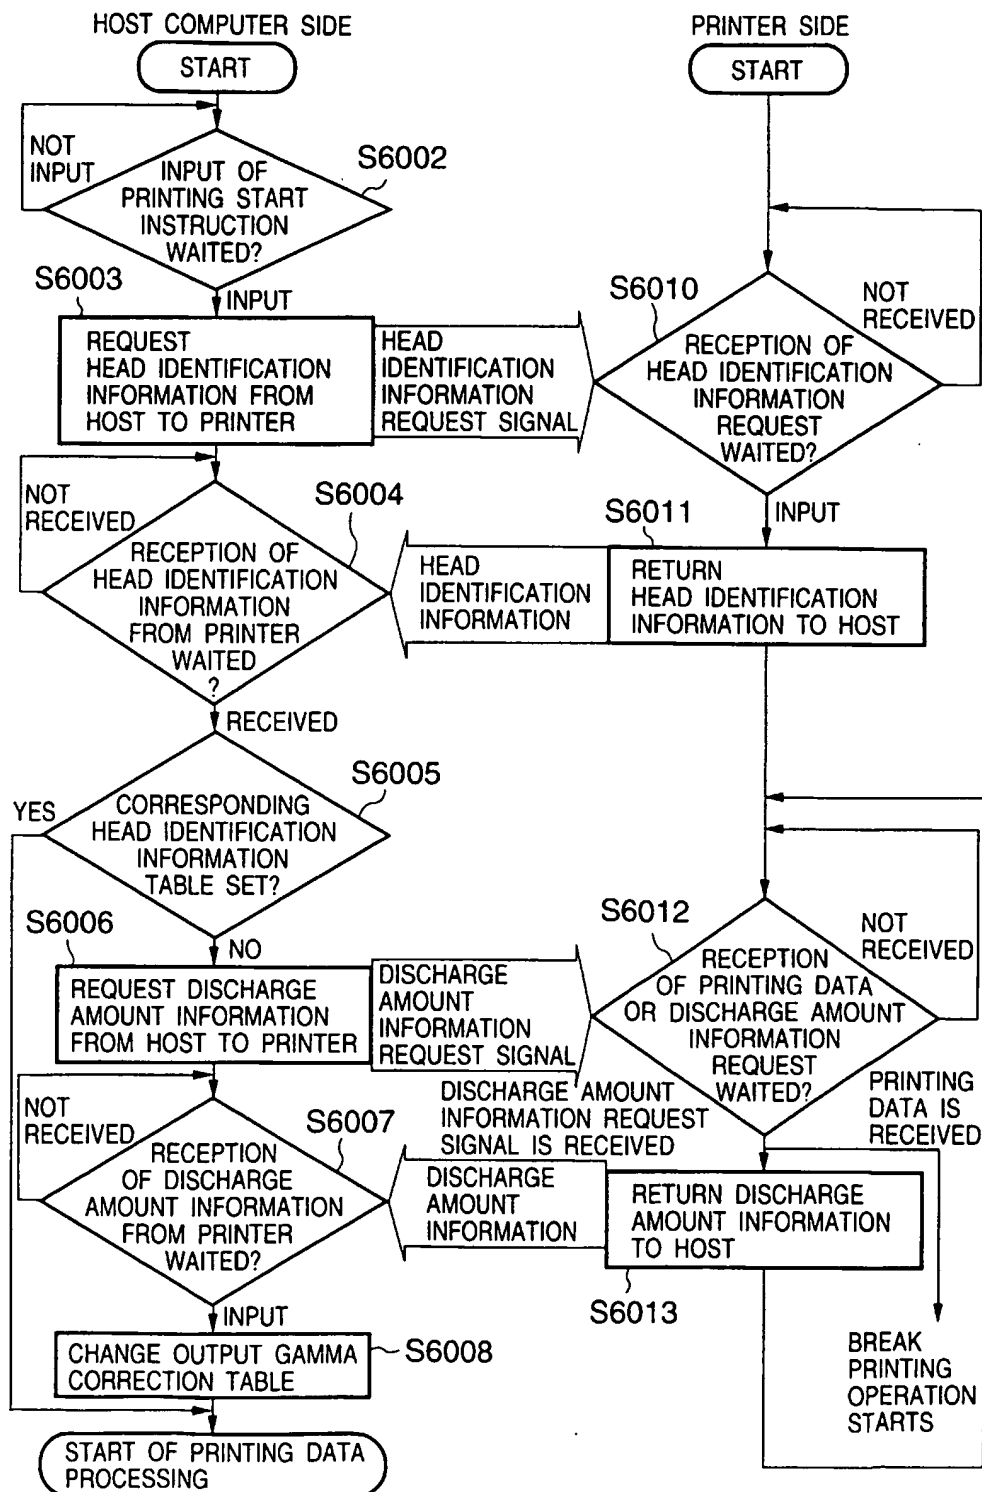 HOST COMPUTER SIDE
START
NOT
INPUT
S6002
INPUT OF
PRINTING START
INSTRUCTION
WAITED?
S6003
INPUT
REQUEST
HEAD IDENTIFICATION
INFORMATION FROM
HOST TO PRINTER
HEAD
IDENTIFICATION
INFORMATION
REQUEST SIGNAL
NOT
RECEIVED
S6004
RECEPTION OF
HEAD IDENTIFICATION
INFORMATION
FROM PRINTER
WAITED
?
RECEIVED
YES
S6005
CORRESPONDING
HEAD IDENTIFICATION
INFORMATION
TABLE SET?
S6006
NO
REQUEST DISCHARGE
AMOUNT INFORMATION
FROM HOST TO PRINTER
DISCHARGE
AMOUNT
INFORMATION
REQUEST SIGNAL
NOT
RECEIVED
S6007
RECEPTION
OF DISCHARGE
AMOUNT INFORMATION
FROM PRINTER
WAITED?
INPUT
CHANGE OUTPUT GAMMA
CORRECTION TABLE
S6008
START OF PRINTING DATA
PROCESSING
PRINTER SIDE
START
S6010
NOT
RECEIVED
RECEPTION OF
HEAD IDENTIFICATION
INFORMATION
REQUEST
WAITED?
INPUT
S6011
RETURN
HEAD IDENTIFICATION
INFORMATION TO HOST
HEAD
IDENTIFICATION
INFORMATION
S6012
NOT
RECEIVED
RECEPTION
OF PRINTING DATA
OR DISCHARGE AMOUNT
INFORMATION
REQUEST
WAITED?
DISCHARGE AMOUNT
INFORMATION REQUEST
SIGNAL IS RECEIVED
PRINTING
DATA IS
RECEIVED
RETURN DISCHARGE
AMOUNT INFORMATION
TO HOST
DISCHARGE
AMOUNT
INFORMATION
S6013
BREAK
PRINTING
OPERATION
STARTS